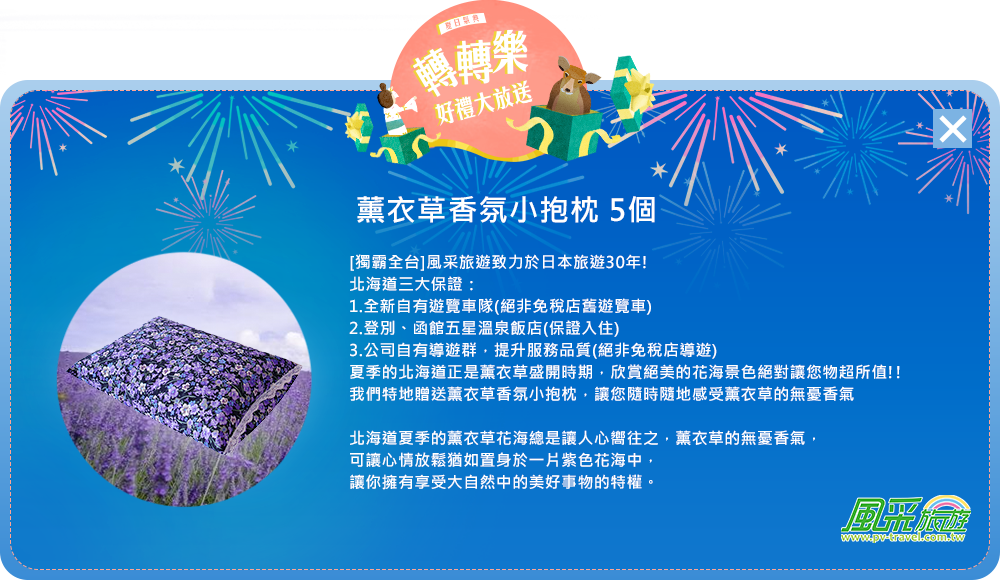 夏日祭典
轉轉樂
好禮大放送
薰衣草香氛小抱枕 5個
[獨霸全台]風采旅遊致力於日本旅遊30年!
北海道三大保證：
1.全新自有遊覽車隊(絕非免稅店舊遊覽車)
2.登別、函館五星溫泉飯店(保證入住)
3.公司自有導遊群，提升服務品質(絕非免稅店導遊)
夏季的北海道正是薰衣草盛開時期，欣賞絕美的花海景色絕對讓您物超所值!!
我們特地贈送薰衣草香氛小抱枕，讓您隨時隨地感受薰衣草的無憂香氣
北海道夏季的薰衣草花海總是讓人心嚮往之，薰衣草的無憂香氣，
可讓心情放鬆猶如置身於一片紫色花海中，
讓你擁有享受大自然中的美好事物的特權。
風采旅遊
www.pv-travel.com.tw